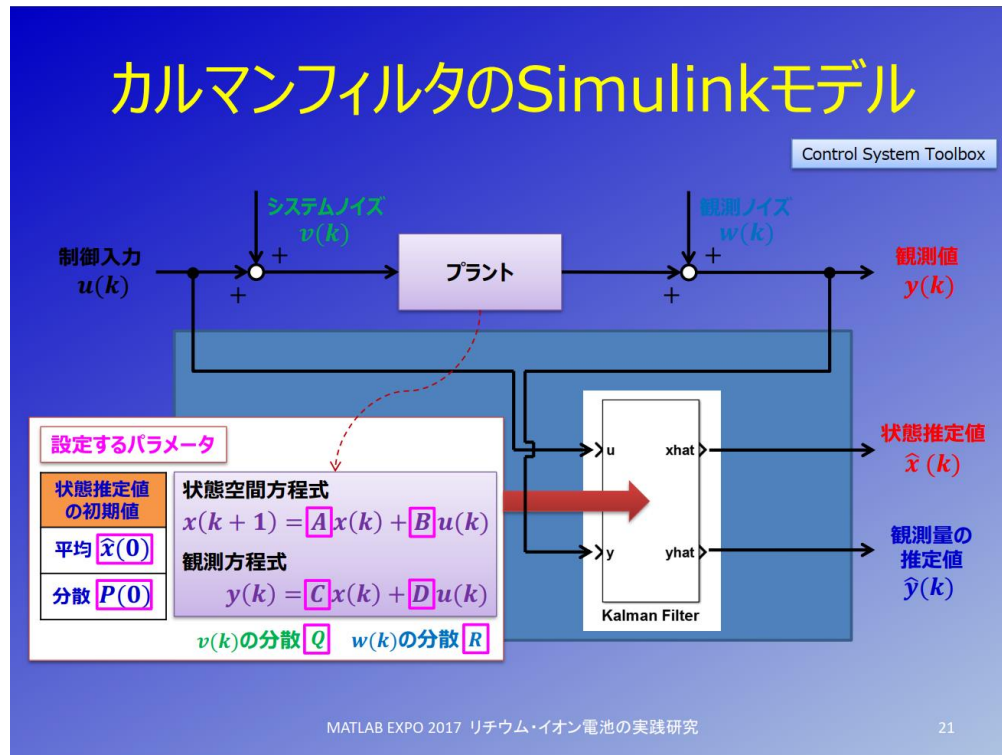 カルマンフィルタのSimulinkモデル
Control System Toolbox
システムノイズ
v(k)
観測ノイズ
w(k)
制御入力
u(k)
+
+
プラント
+
+
観測値
y(k)
設定するパラメータ
状態推定値
の初期値
平均 x̂(0)
分散 P(0)
状態空間方程式
x(k + 1) = A x(k) + B u(k)
観測方程式
y(k) = C x(k) + D u(k)
v(k)の分散 Q w(k)の分散 R
u xhat
y yhat
Kalman Filter
状態推定値
x̂ (k)
観測量の
推定値
ŷ(k)
MATLAB EXPO 2017 リチウム・イオン電池の実践研究 21